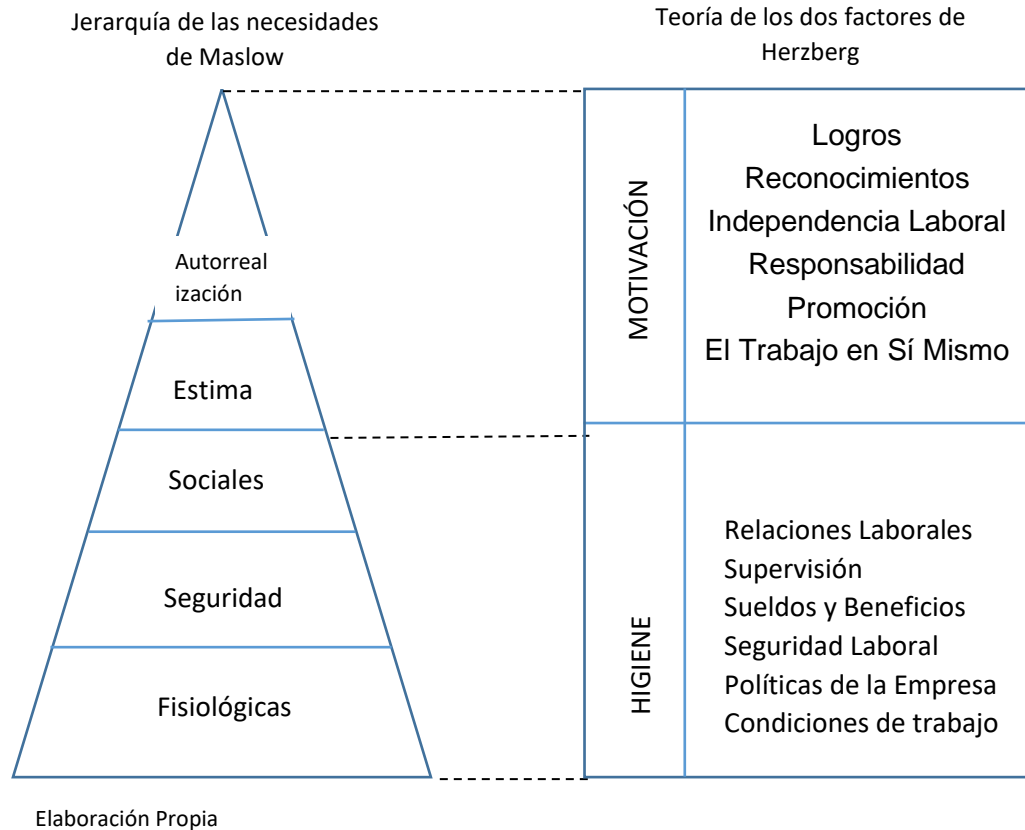 Jerarquía de las necesidades
de Maslow
Teoría de los dos factores de
Herzberg
Autorreal
ización
Estima
Sociales
Seguridad
Fisiológicas
MOTIVACIÓN
Logros
Reconocimientos
Independencia Laboral
Responsabilidad
Promoción
El Trabajo en Sí Mismo
HIGIENE
Relaciones Laborales
Supervisión
Sueldos y Beneficios
Seguridad Laboral
Políticas de la Empresa
Condiciones de trabajo
Elaboración Propia